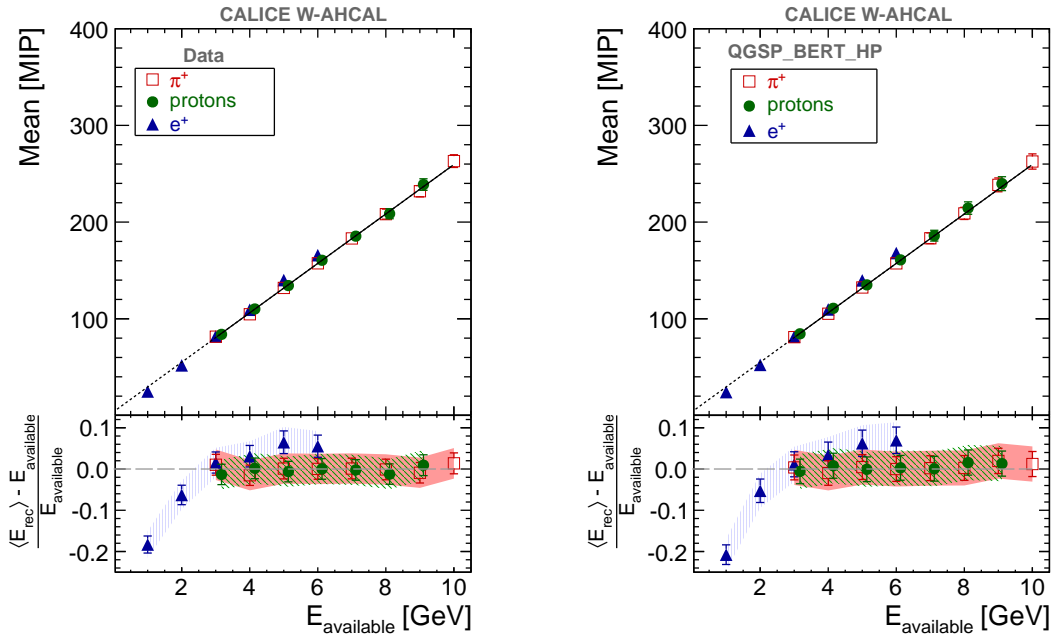 CALICE W-AHCAL
Mean [MIP]
400
300
200
100
Data
π+
protons
e+
⟨E_rec⟩ - E_available
E_available
0.1
0.0
-0.1
-0.2
2 4 6 8 10
E_available [GeV]
CALICE W-AHCAL
Mean [MIP]
400
300
200
100
QGSP_BERT_HP
π+
protons
e+
⟨E_rec⟩ - E_available
E_available
0.1
0.0
-0.1
-0.2
2 4 6 8 10
E_available [GeV]